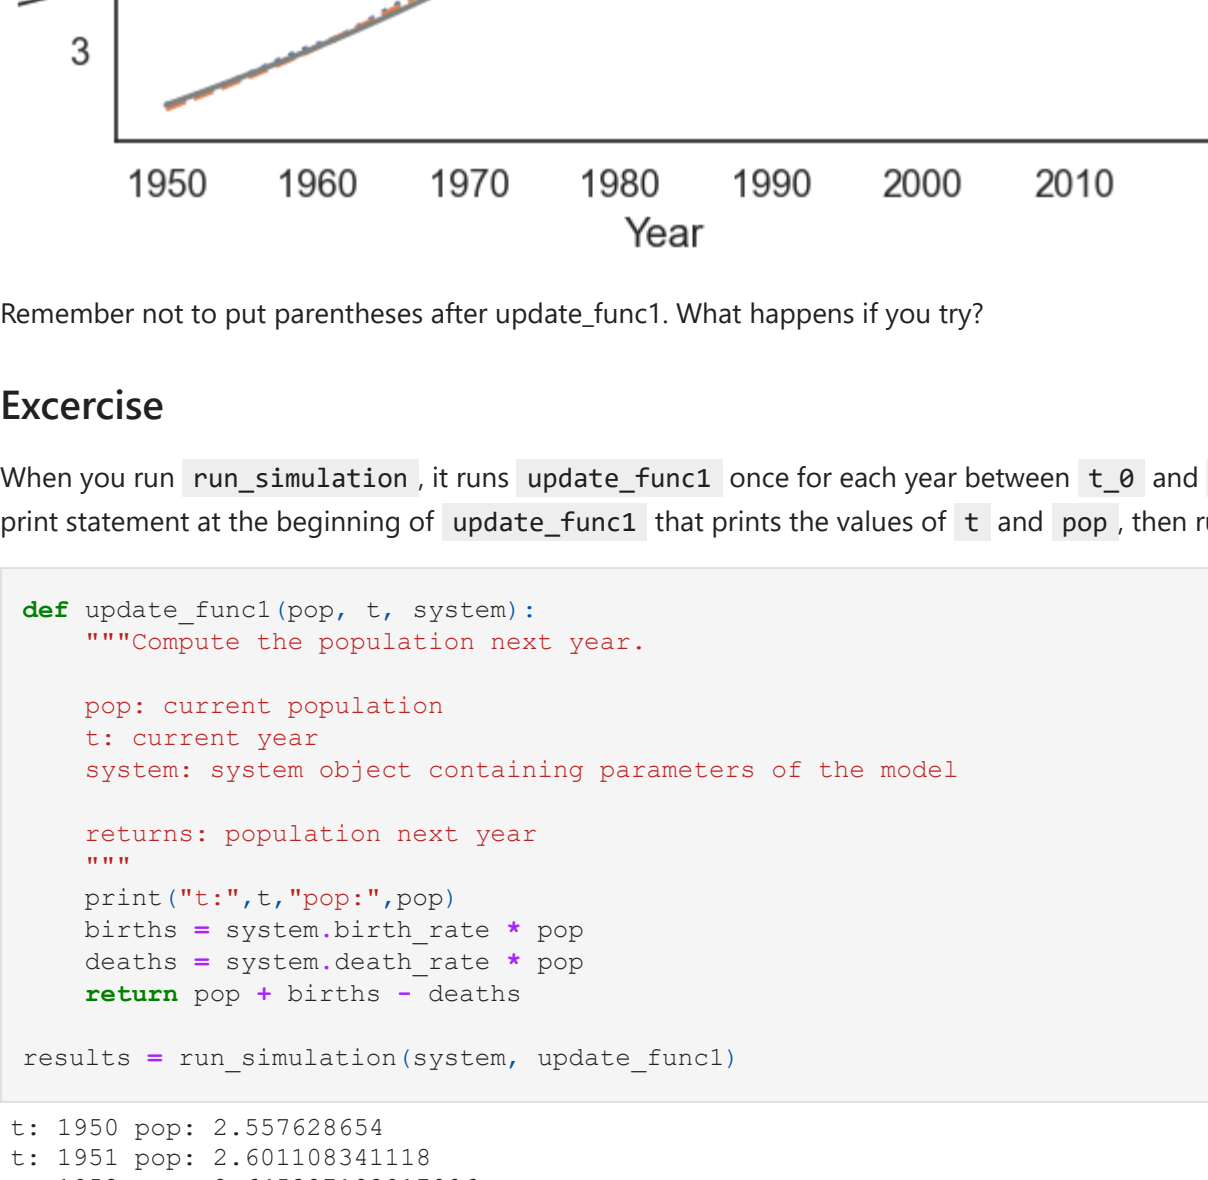 3
1950 1960 1970 1980 1990 2000 2010
Year
Remember not to put parentheses after update_func1. What happens if you try?
Excercise
When you run run_simulation , it runs update_func1 once for each year between t_0 and
print statement at the beginning of update_func1 that prints the values of t and pop , then
def update_func1(pop, t, system):
"""Compute the population next year.
pop: current population
t: current year
system: system object containing parameters of the model
returns: population next year
"""
print("t:",t,"pop:",pop)
births = system.birth_rate * pop
deaths = system.death_rate * pop
return pop + births - deaths
results = run_simulation(system, update_func1)
t: 1950 pop: 2.557628654
t: 1951 pop: 2.601108341118